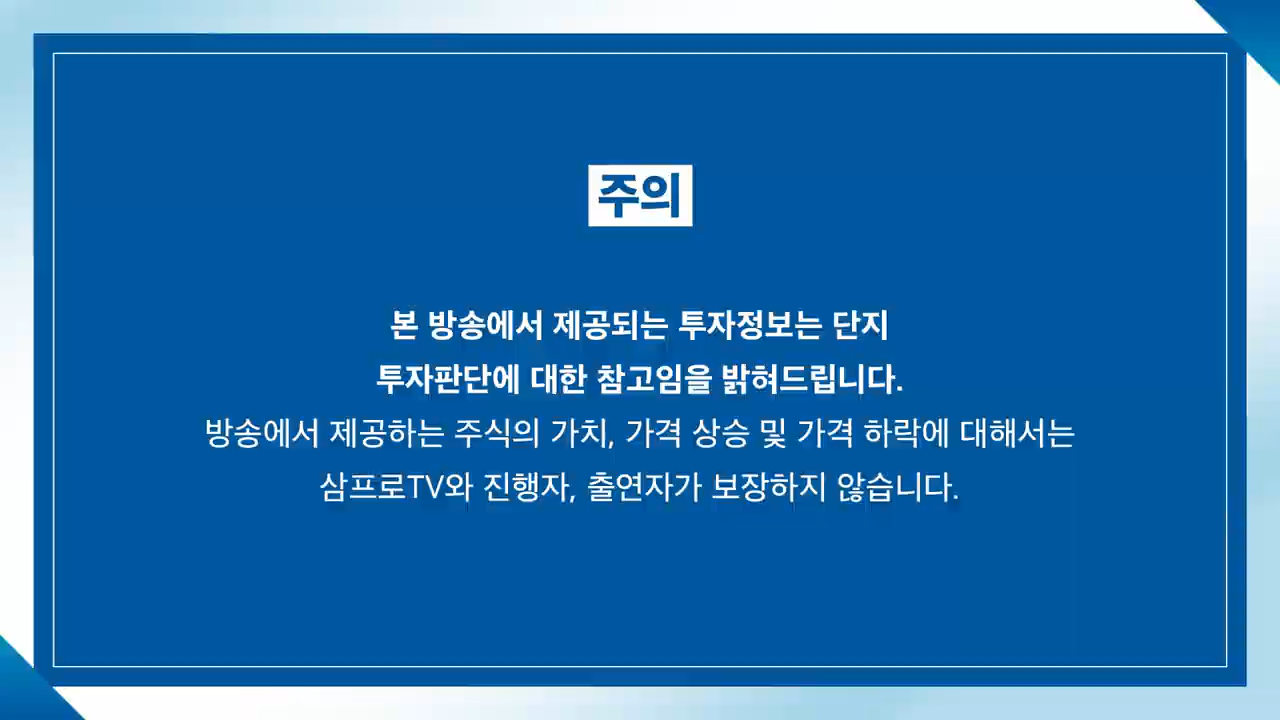 주의
본 방송에서 제공되는 투자정보는 단지
투자판단에 대한 참고임을 밝혀드립니다.
방송에서 제공하는 주식의 가치, 가격 상승 및 가격 하락에 대해서는
삼프로TV와 진행자, 출연자가 보장하지 않습니다.